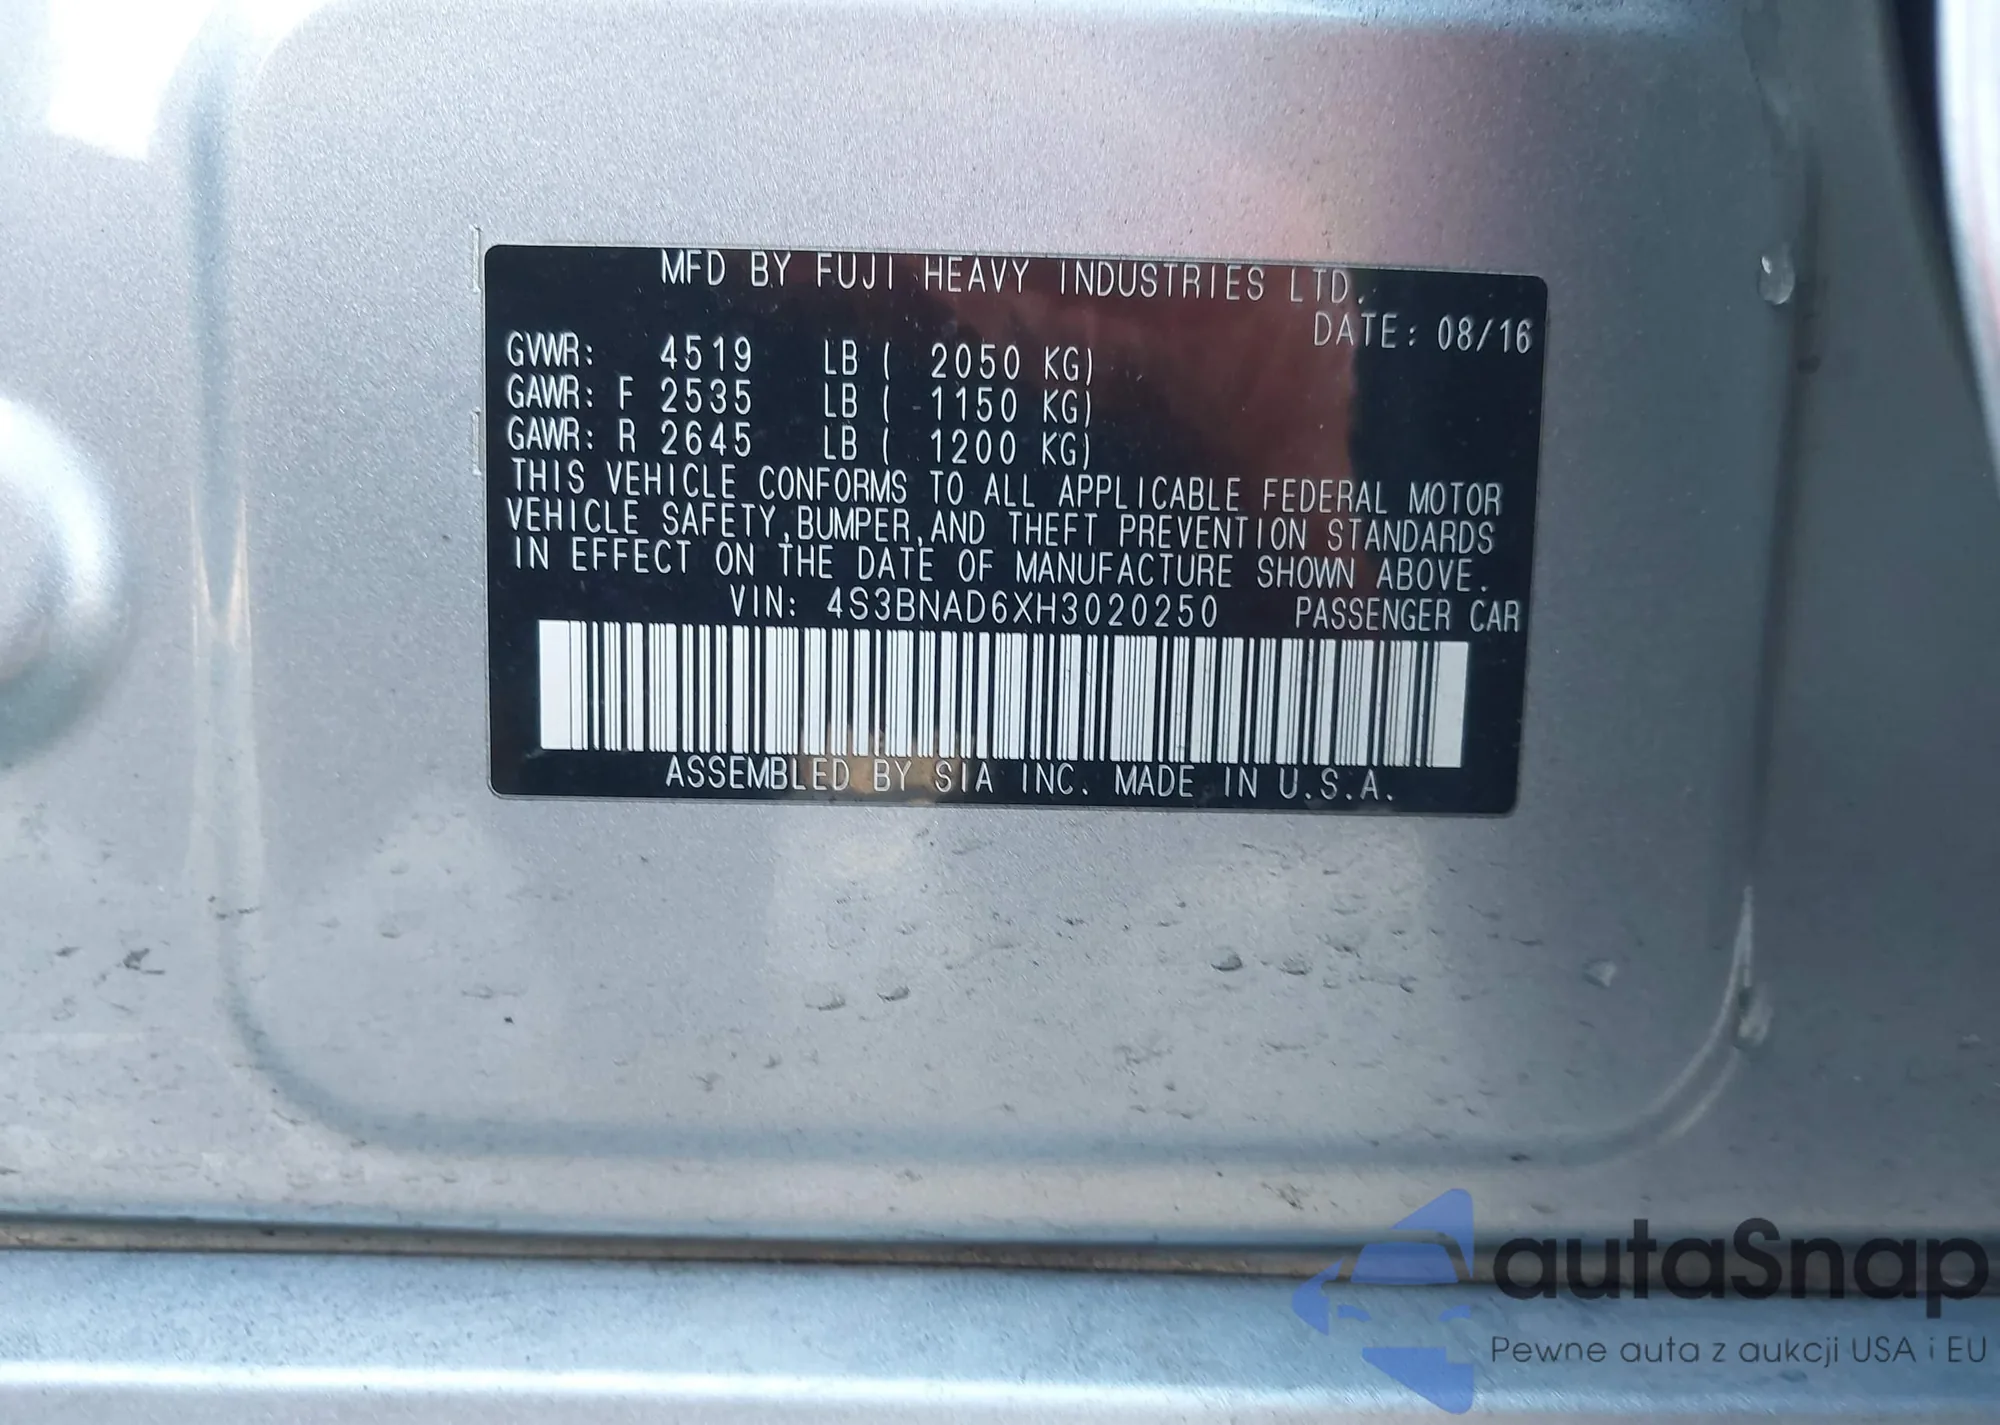 MFD BY FUJI HEAVY INDUSTRIES LTD.
DATE: 08/16
GVWR: 4519 LB ( 2050 KG)
GAWR: F 2535 LB ( 1150 KG)
GAWR: R 2645 LB ( 1200 KG)
THIS VEHICLE CONFORMS TO ALL APPLICABLE FEDERAL MOTOR
VEHICLE SAFETY,BUMPER,AND THEFT PREVENTION STANDARDS
IN EFFECT ON THE DATE OF MANUFACTURE SHOWN ABOVE.
VIN: 4S3BNAD6XH3020250 PASSENGER CAR
ASSEMBLED BY SIA INC. MADE IN U.S.A.
autaSnap
Pewne auta z aukcji USA i EU